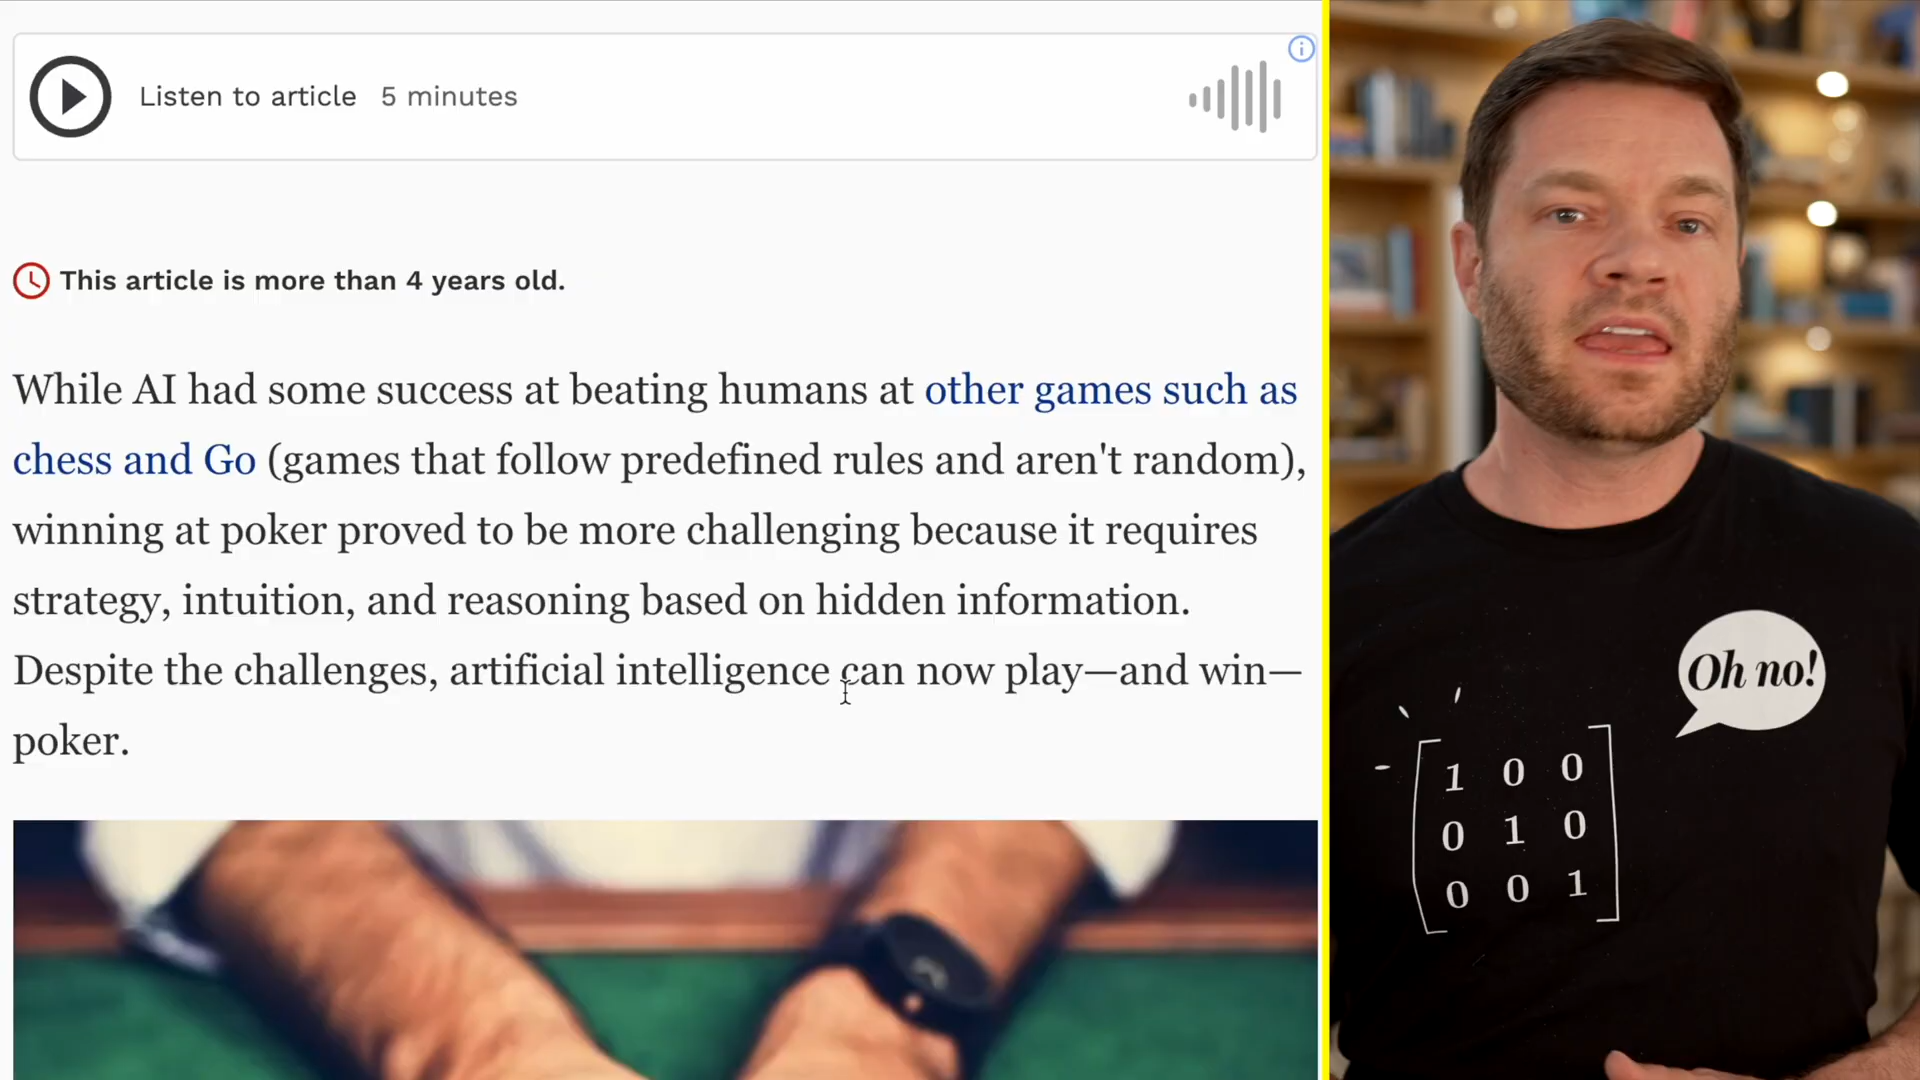 Listen to article 5 minutes
This article is more than 4 years old.
While AI had some success at beating humans at other games such as
chess and Go (games that follow predefined rules and aren't random),
winning at poker proved to be more challenging because it requires
strategy, intuition, and reasoning based on hidden information.
Despite the challenges, artificial intelligence can now play—and win—
poker.
Oh no!
1 0 0
0 1 0
0 0 1